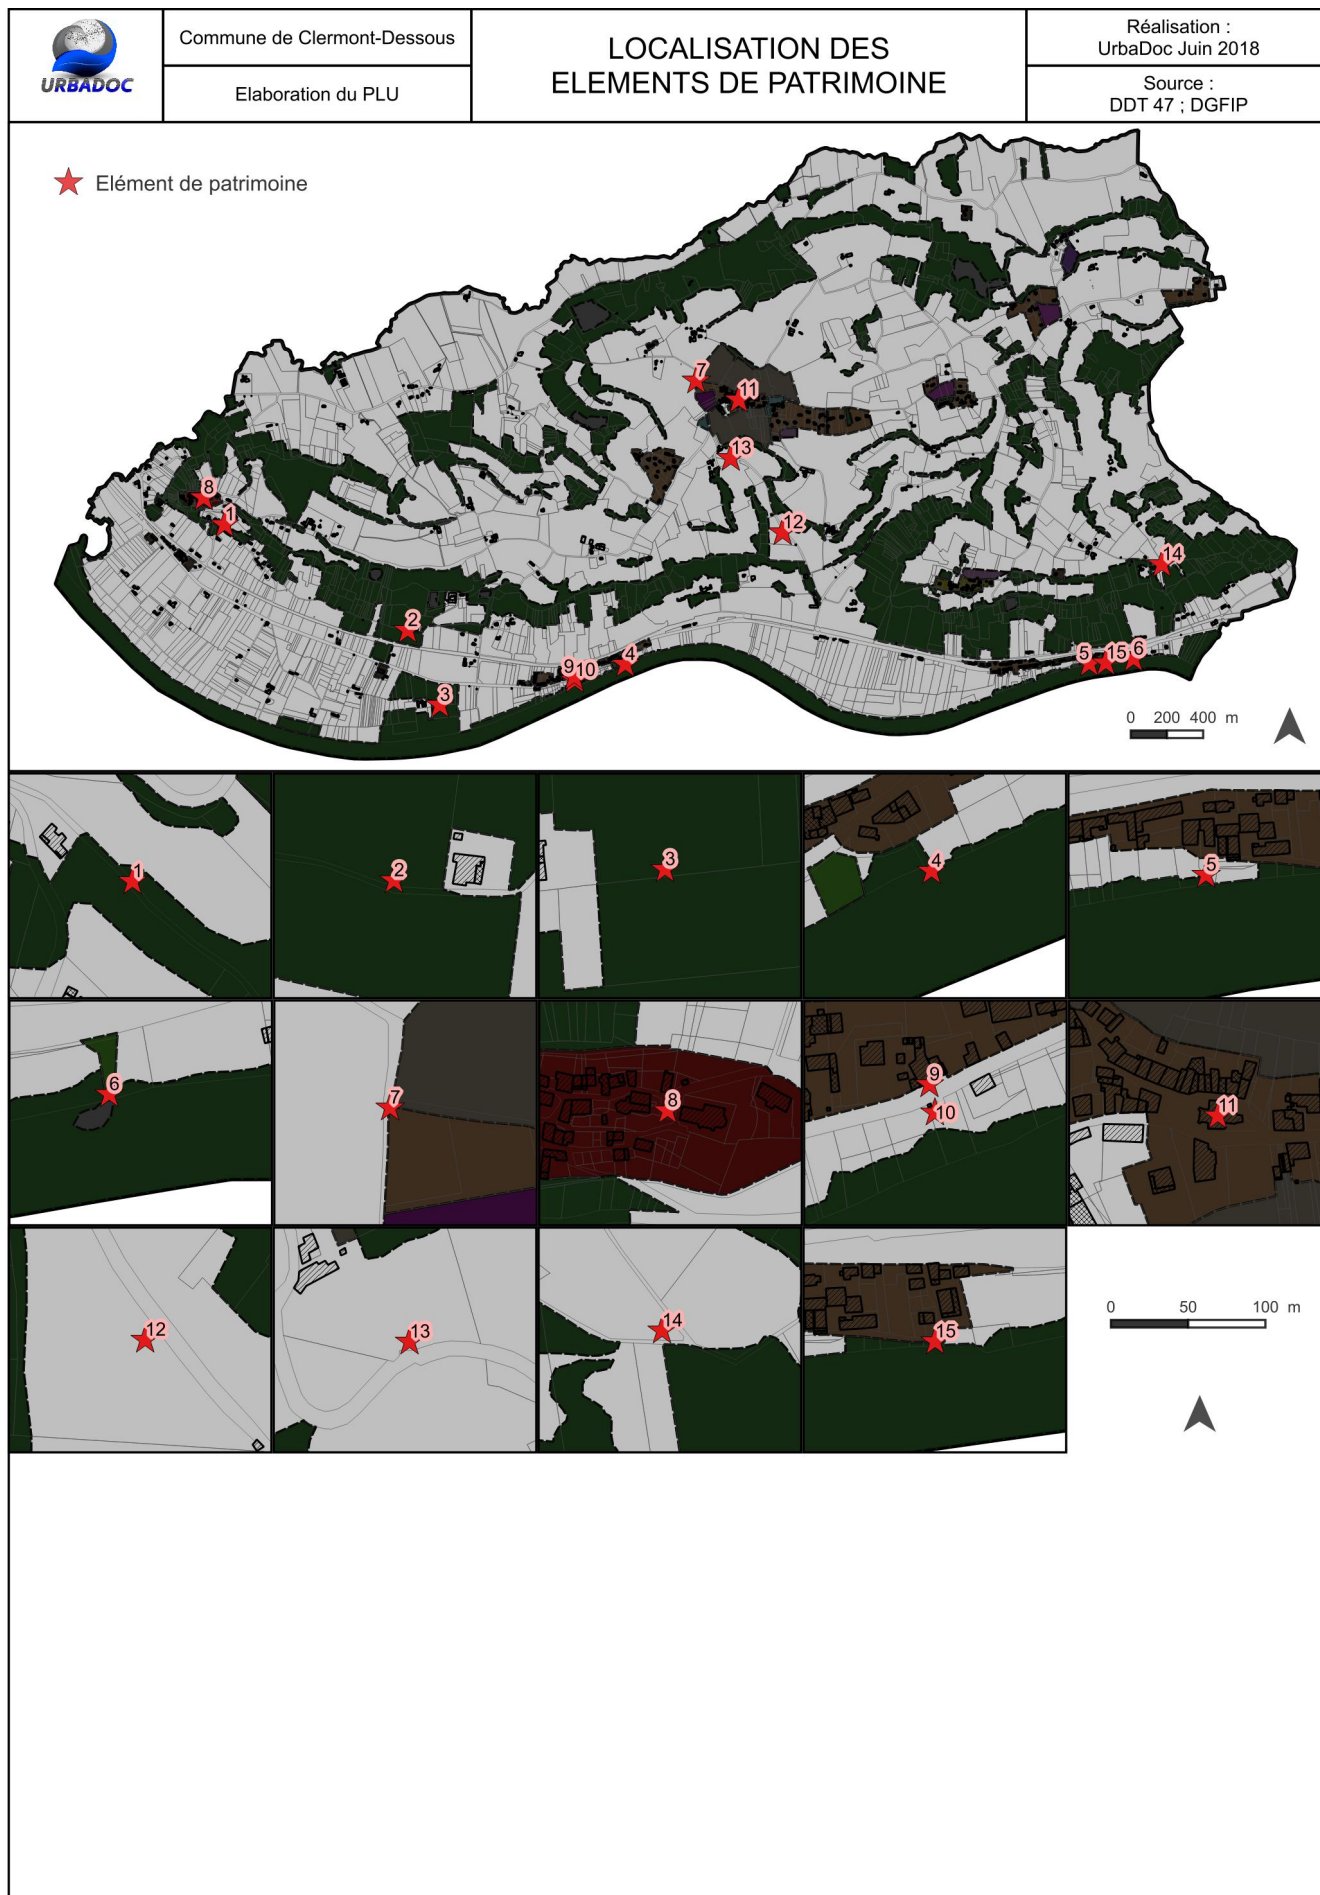 URBADOC
Commune de Clermont-Dessous
Elaboration du PLU
LOCALISATION DES
ELEMENTS DE PATRIMOINE
Réalisation :
UrbaDoc Juin 2018
Source :
DDT 47 ; DGFIP
Elément de patrimoine
7
11
13
8
1
12
14
2
9
10
4
5
15
6
3
0 200 400 m
1
2
3
4
5
6
7
8
9
10
11
12
13
14
15
0 50 100 m